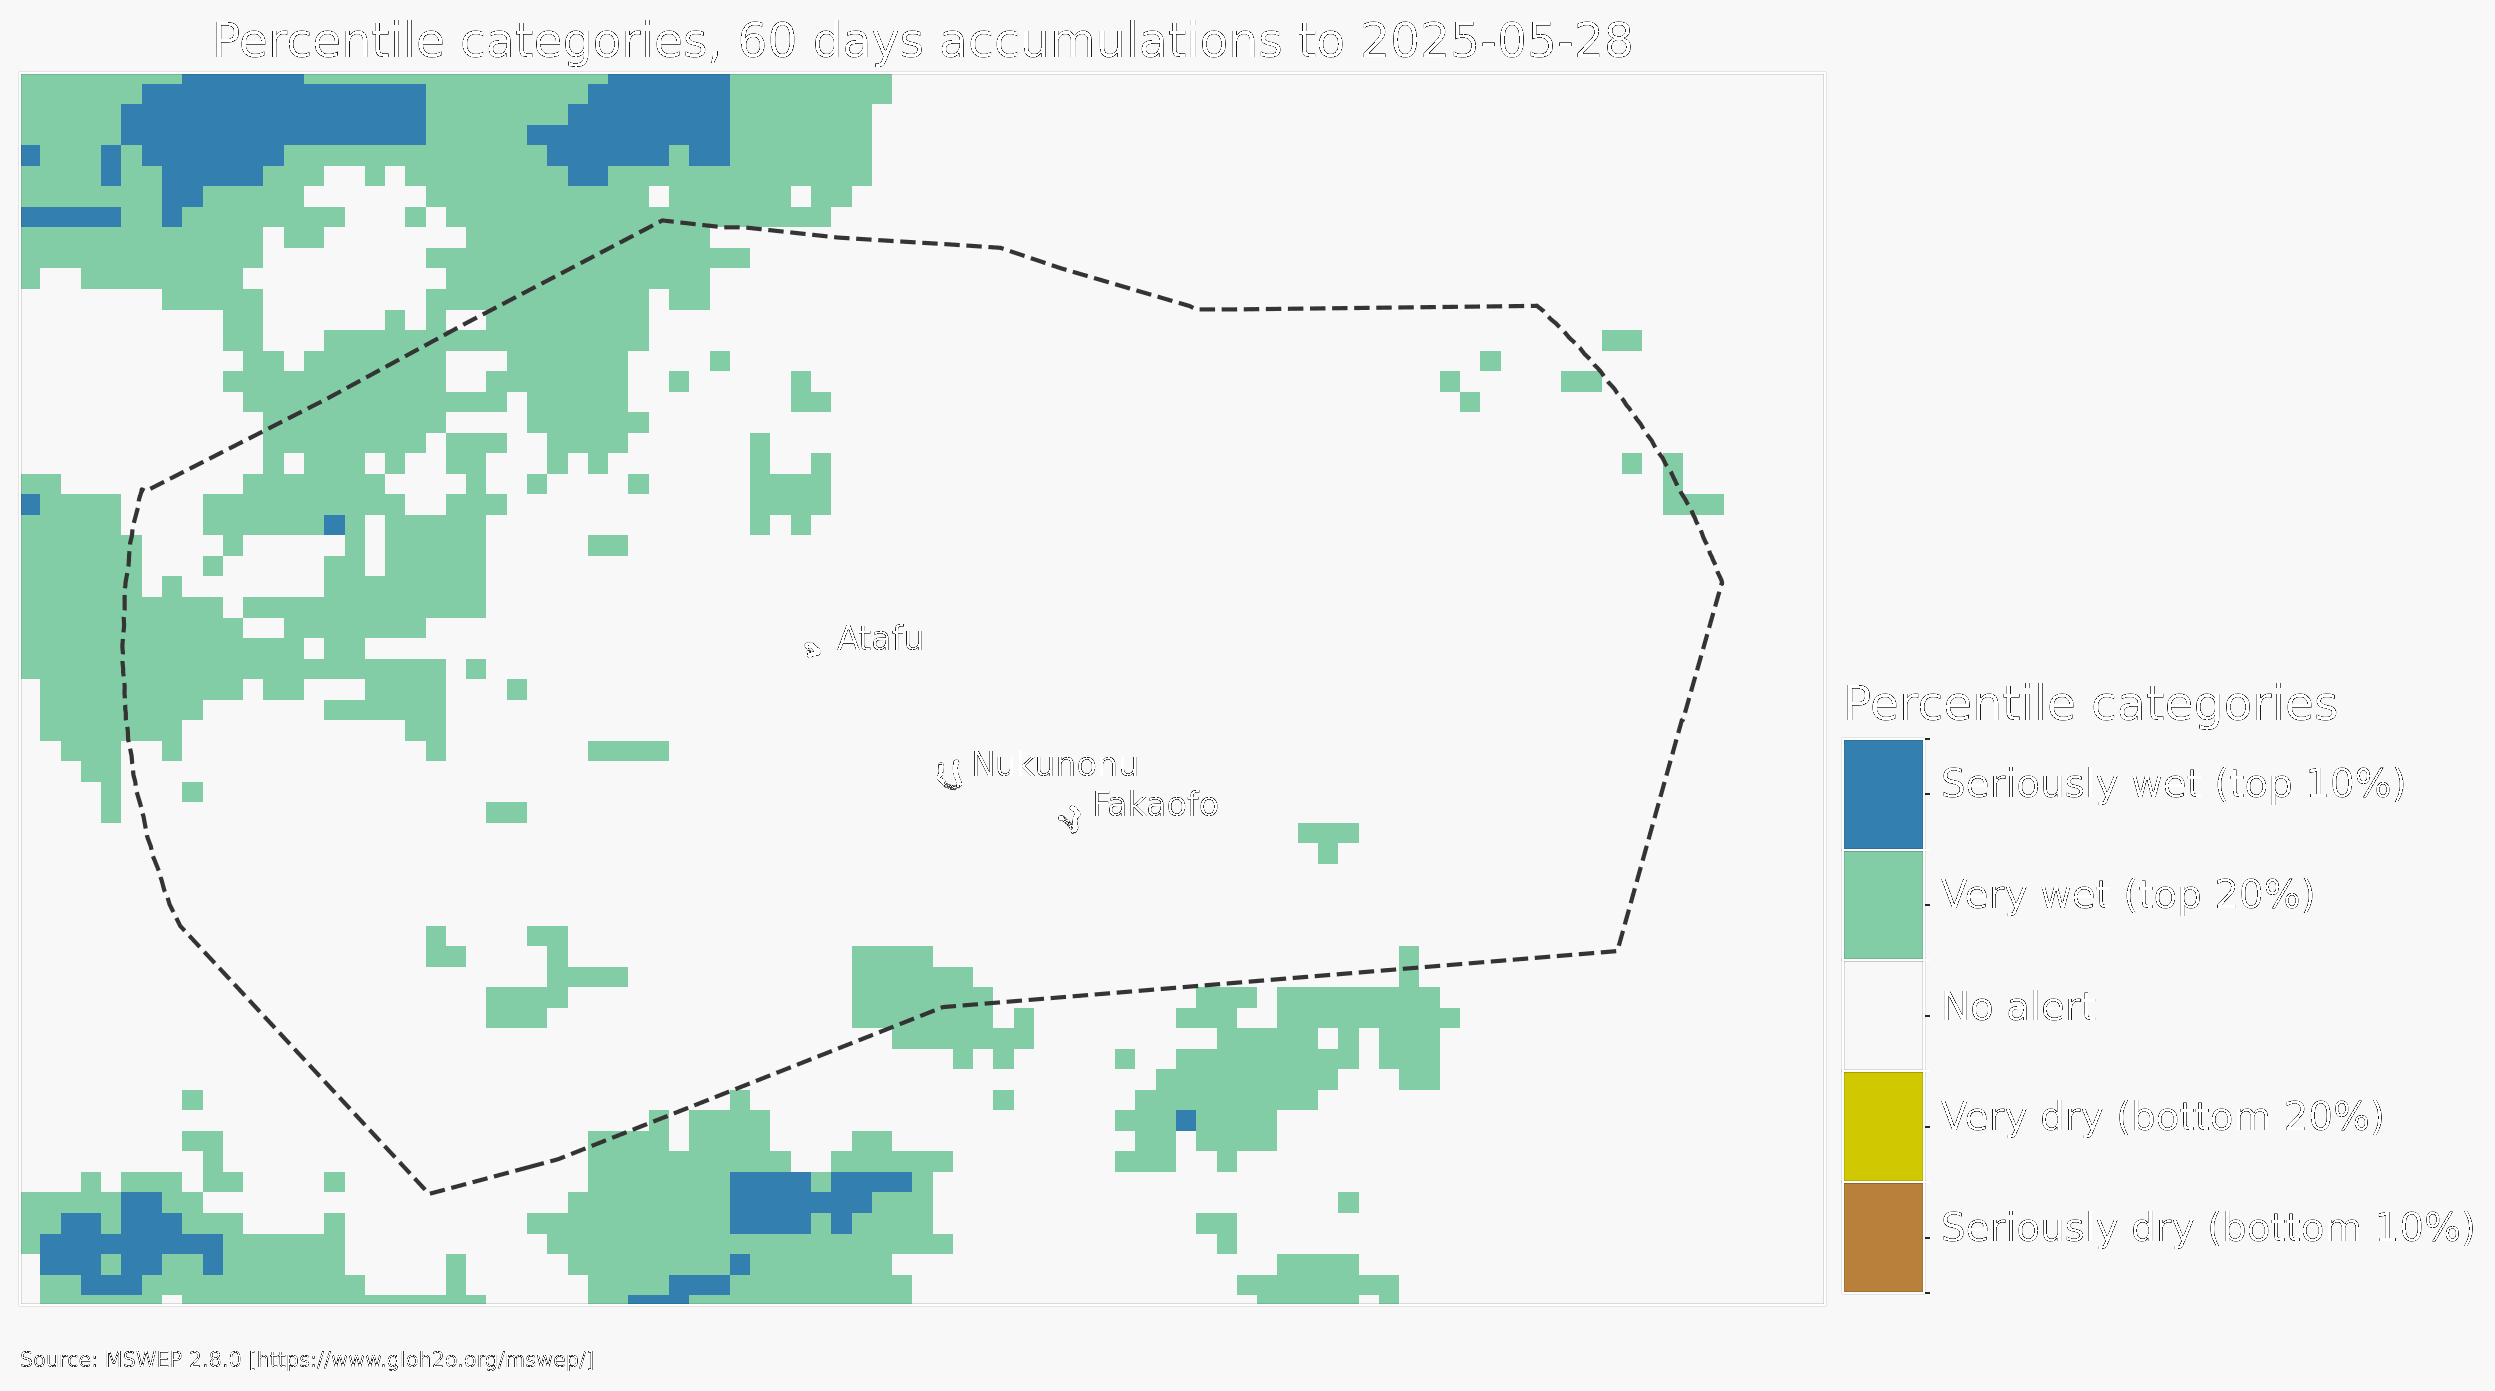 Percentile categories, 60 days accumulations to 2025-05-28
Atafu
Nukunonu
Fakaofo
Percentile categories
Seriously wet (top 10%)
Very wet (top 20%)
No alert
Very dry (bottom 20%)
Seriously dry (bottom 10%)
Source: MSWEP 2.8.0 [https://www.gloh2o.org/mswep/]